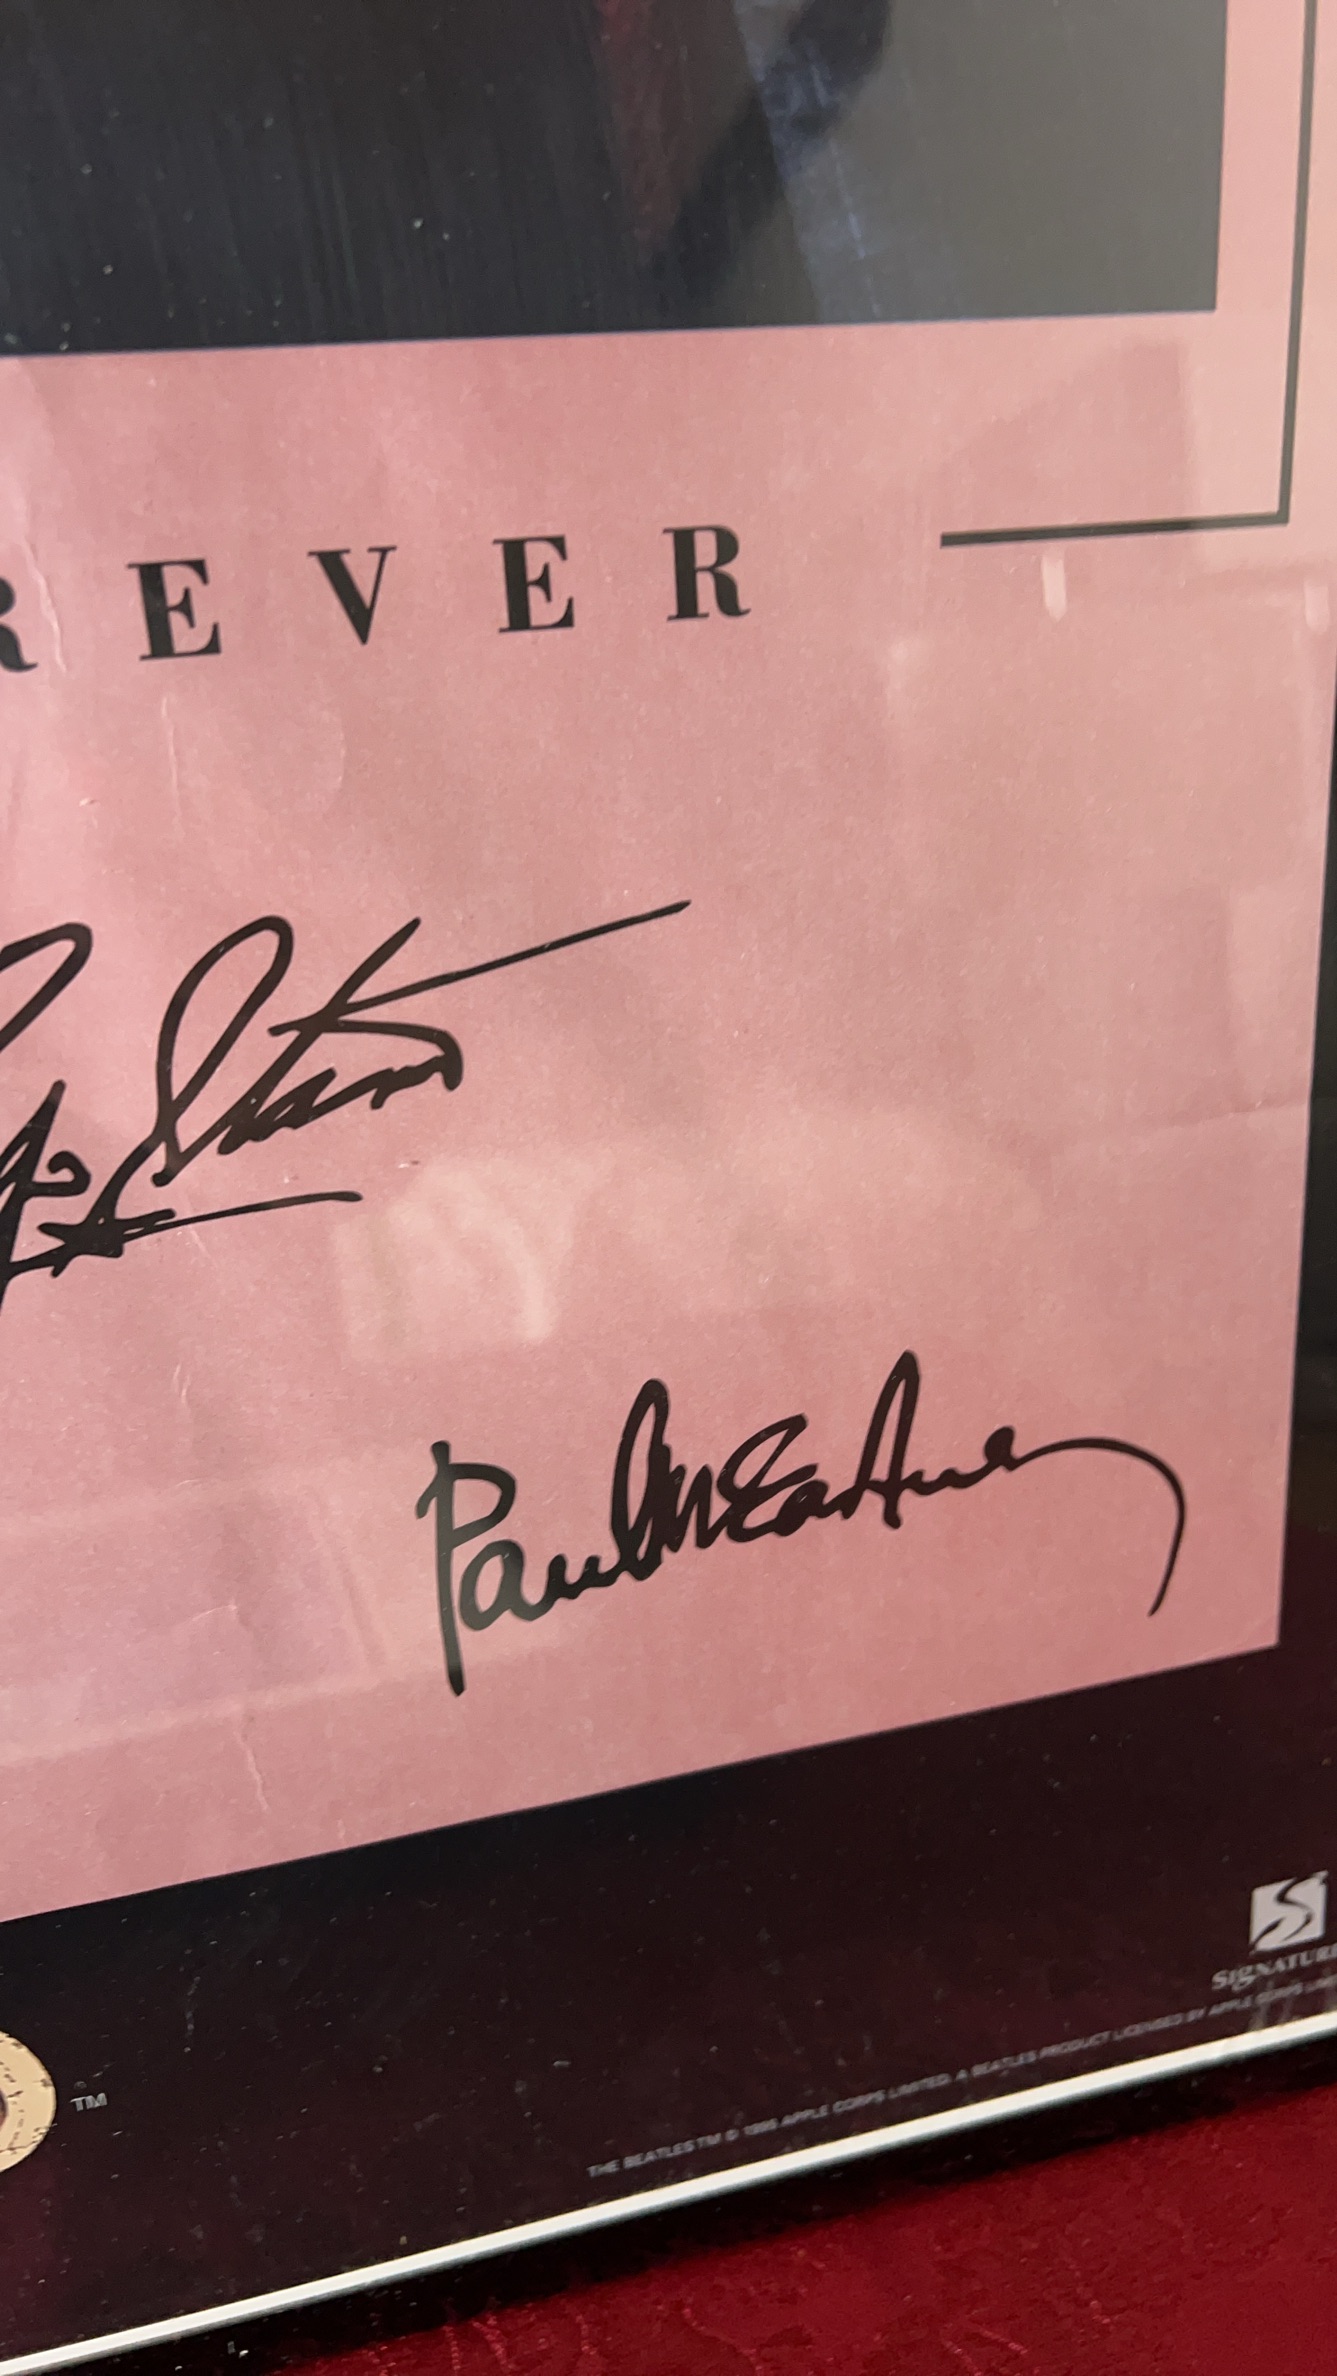 REVER
Ringo Starr
Paul McCartney
SIGNATURE
TM
THE BEATLES TM © 1995 APPLE CORPS LIMITED. A BEATLES PRODUCT LICENSED BY APPLE CORPS